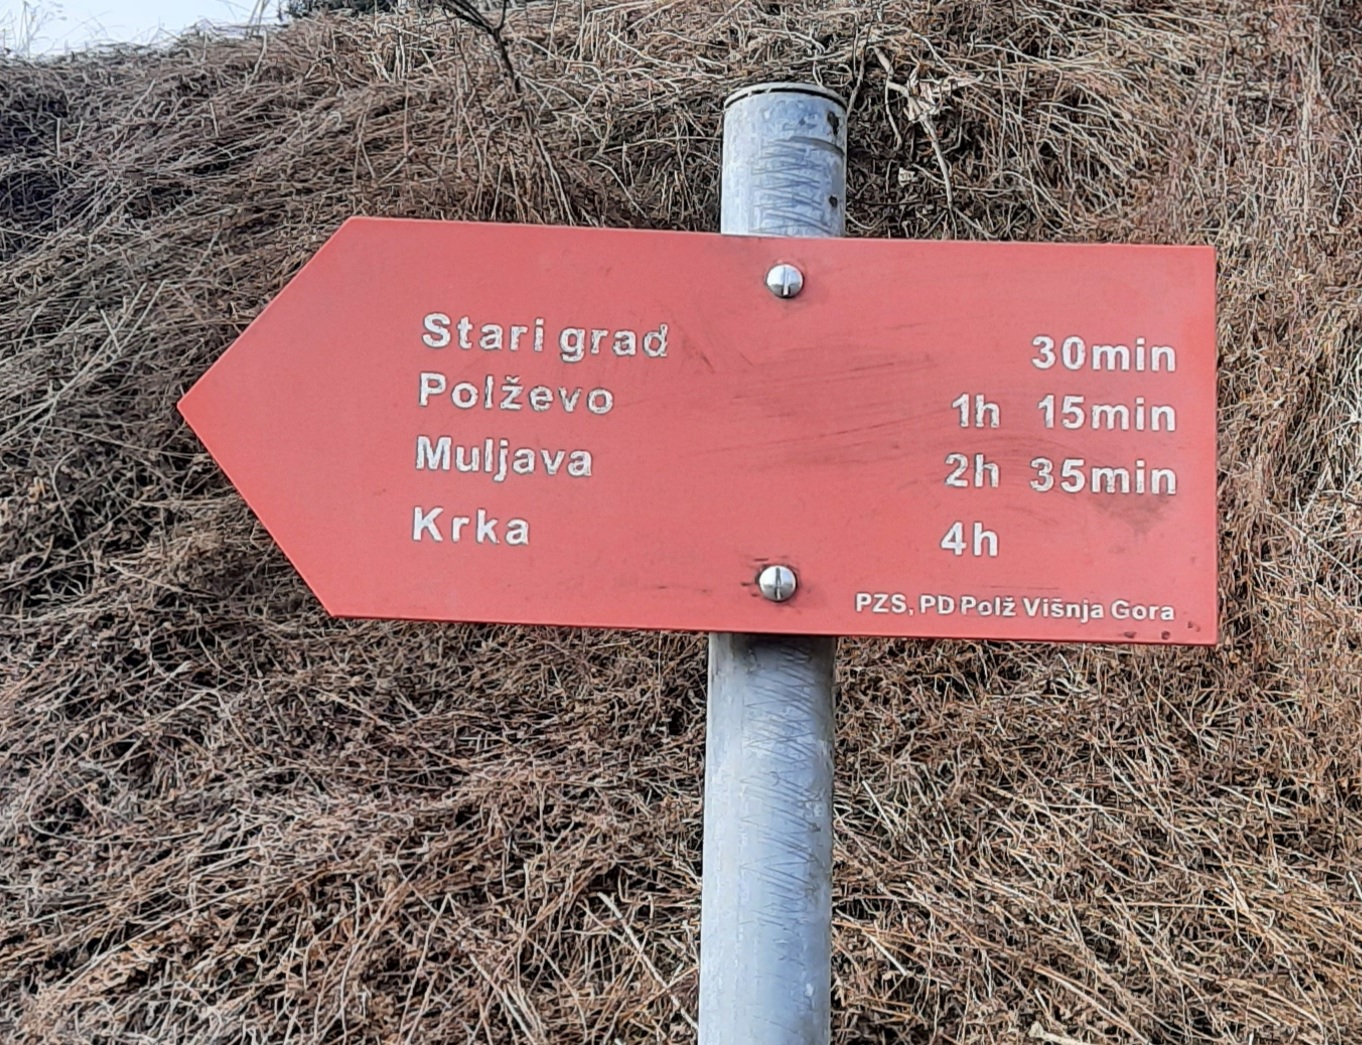 Stari grad 30min
Polževo 1h 15min
Muljava 2h 35min
Krka 4h
PZS, PD Polž Višnja Gora